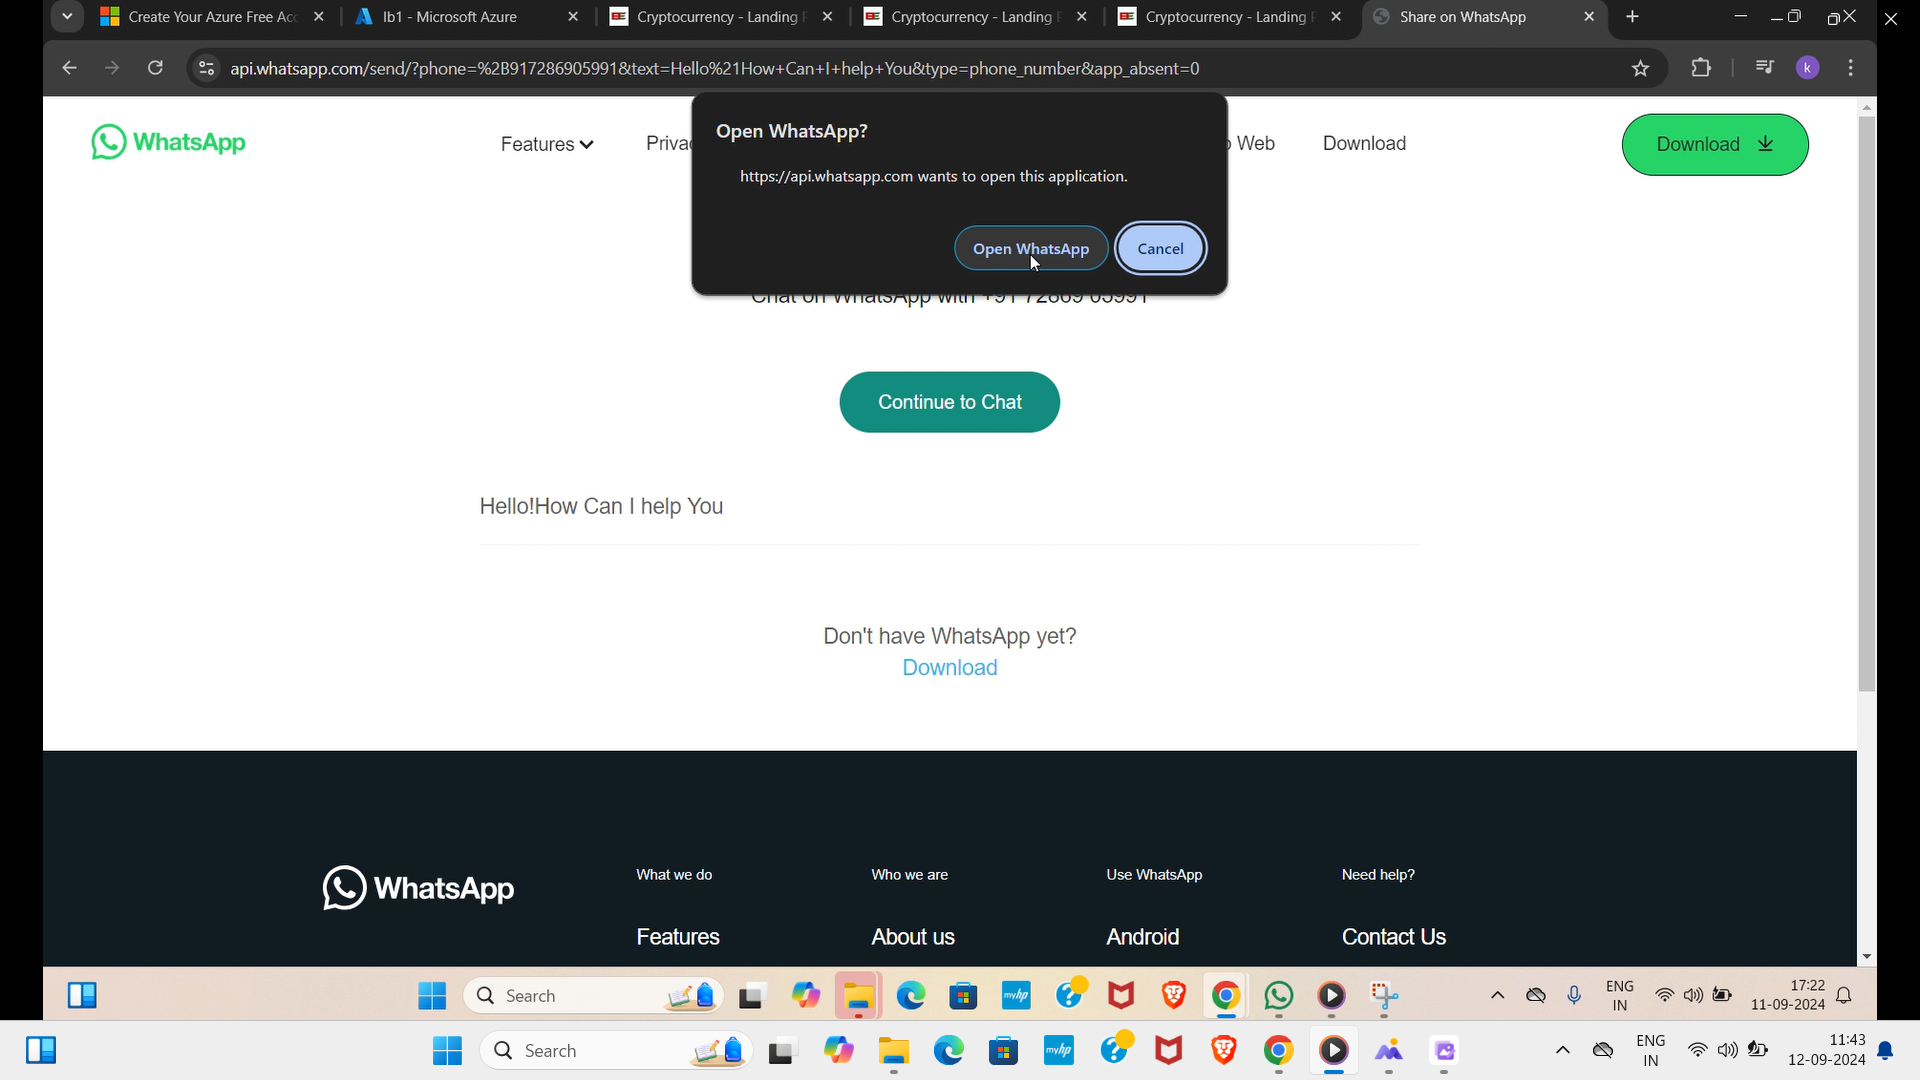 Create Your Azure Free Acc
lb1 - Microsoft Azure
Cryptocurrency - Landing
Cryptocurrency - Landing
Cryptocurrency - Landing
Share on WhatsApp
api.whatsapp.com/send/?phone=%2B917286905991&text=Hello%21How+Can+I+help+You&type=phone_number&app_absent=0
k
WhatsApp
Features
Web
Download
Download
Open WhatsApp?
https://api.whatsapp.com wants to open this application.
Open WhatsApp
Cancel
Chat on WhatsApp with +91 72869 05991
Continue to Chat
Hello!How Can I help You
Don't have WhatsApp yet?
Download
WhatsApp
What we do
Who we are
Use WhatsApp
Need help?
Features
About us
Android
Contact Us
Search
myhp
ENG
IN
17:22
11-09-2024
Search
myhp
ENG
IN
11:43
12-09-2024